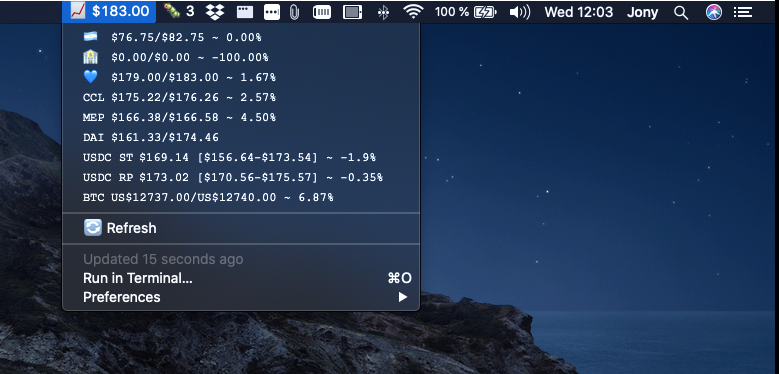 $183.00 3 100 % Wed 12:03 Jony
$76.75/$82.75 ~ 0.00%
$0.00/$0.00 ~ -100.00%
$179.00/$183.00 ~ 1.67%
CCL $175.22/$176.26 ~ 2.57%
MEP $166.38/$166.58 ~ 4.50%
DAI $161.33/$174.46
USDC ST $169.14 [$156.64-$173.54] ~ -1.9%
USDC RP $173.02 [$170.56-$175.57] ~ -0.35%
BTC US$12737.00/US$12740.00 ~ 6.87%
Refresh
Updated 15 seconds ago
Run in Terminal... ⌘O
Preferences